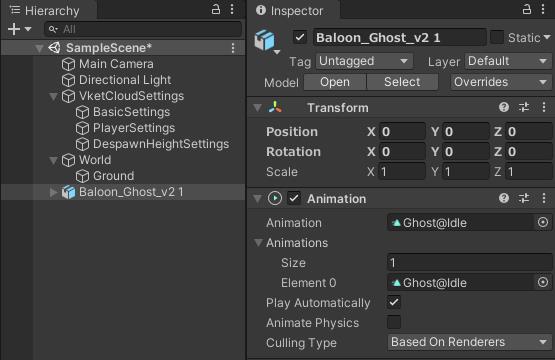 Hierarchy
All
SampleScene*
Main Camera
Directional Light
VketCloudSettings
BasicSettings
PlayerSettings
DespawnHeightSettings
World
Ground
Baloon_Ghost_v2 1
Inspector
Baloon_Ghost_v2 1 Static
Tag Untagged Layer Default
Model Open Select Overrides
Transform
Position X 0 Y 0 Z 0
Rotation X 0 Y 0 Z 0
Scale X 1 Y 1 Z 1
Animation
Animation Ghost@Idle
Animations
Size 1
Element 0 Ghost@Idle
Play Automatically
Animate Physics
Culling Type Based On Renderers